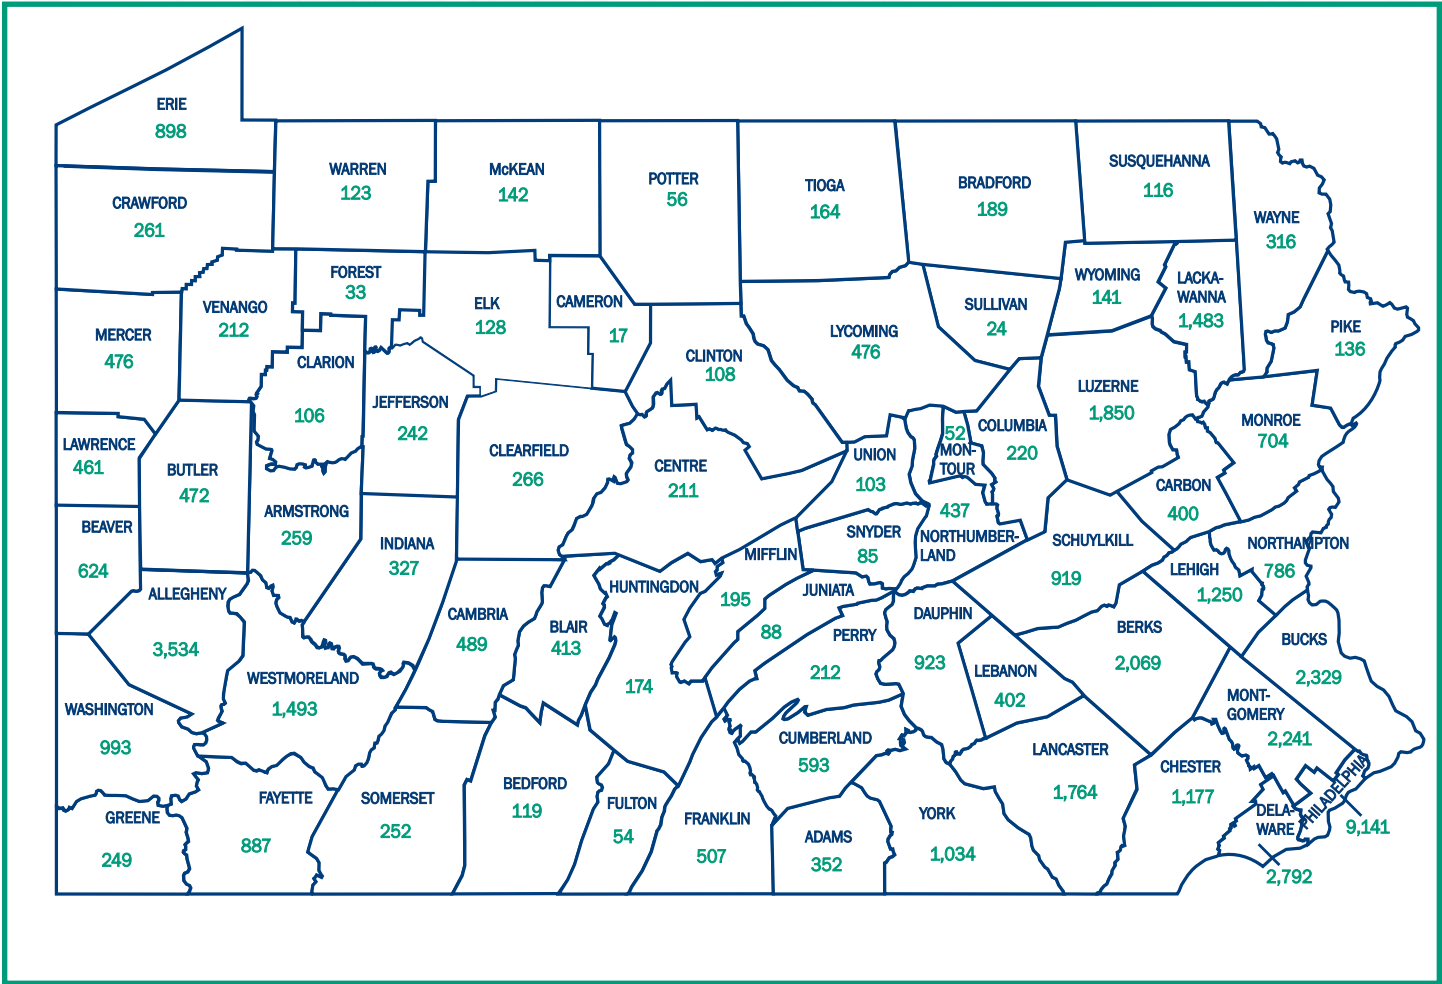 ERIE
898
WARREN
123
McKEAN
142
POTTER
56
TIOGA
164
BRADFORD
189
SUSQUEHANNA
116
WAYNE
316
CRAWFORD
261
FOREST
33
VENANGO
212
ELK
128
CAMERON
17
SULLIVAN
24
WYOMING
141
LACKA-
WANNA
1,483
PIKE
136
MERCER
476
CLARION
106
JEFFERSON
242
CLINTON
108
LYCOMING
476
LUZERNE
1,850
MONROE
704
LAWRENCE
461
BUTLER
472
CLEARFIELD
266
CENTRE
211
UNION
103
52
MON-
TOUR
COLUMBIA
220
CARBON
400
BEAVER
624
ARMSTRONG
259
INDIANA
327
MIFFLIN
195
SNYDER
85
437
NORTHUMBER-
LAND
SCHUYLKILL
919
NORTHAMPTON
786
LEHIGH
1,250
ALLEGHENY
3,534
CAMBRIA
489
BLAIR
413
HUNTINGDON
174
JUNIATA
88
PERRY
212
DAUPHIN
923
LEBANON
402
BERKS
2,069
BUCKS
2,329
WASHINGTON
993
WESTMORELAND
1,493
MONT-
GOMERY
2,241
CUMBERLAND
593
LANCASTER
1,764
CHESTER
1,177
GREENE
249
FAYETTE
887
SOMERSET
252
BEDFORD
119
FULTON
54
FRANKLIN
507
ADAMS
352
YORK
1,034
DELA-
WARE
2,792
PHILADELPHIA
9,141